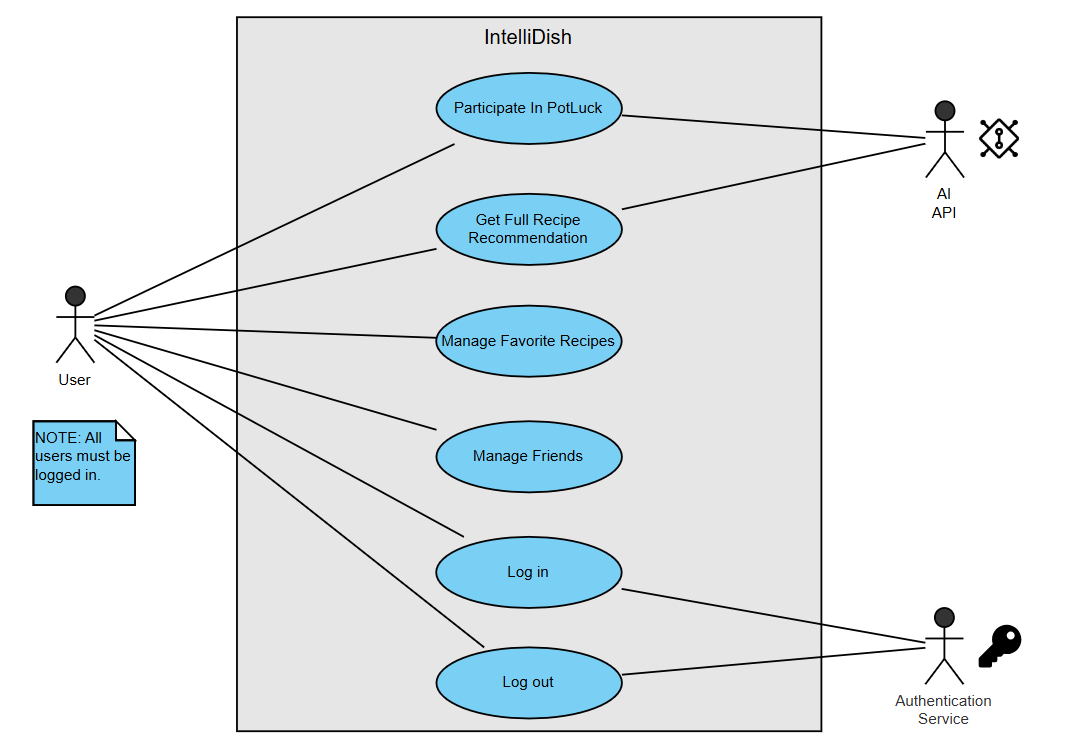 IntelliDish
Participate In PotLuck
AI
API
Get Full Recipe
Recommendation
Manage Favorite Recipes
User
NOTE: All
users must be
logged in.
Manage Friends
Log in
Log out
Authentication
Service